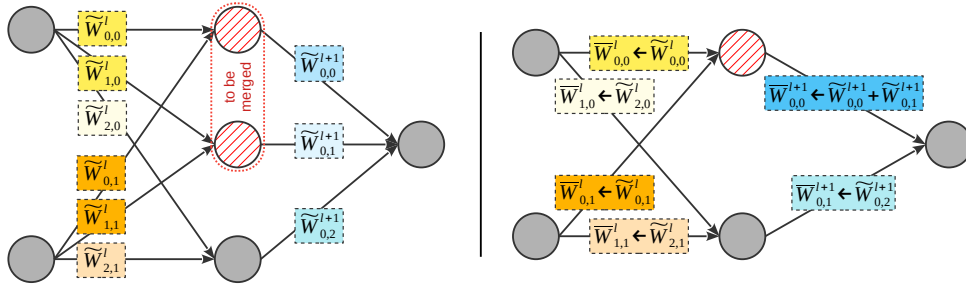 W̃^l_{0,0}
W̃^l_{1,0}
W̃^l_{2,0}
W̃^l_{0,1}
W̃^l_{1,1}
W̃^l_{2,1}
to be
merged
W̃^{l+1}_{0,0}
W̃^{l+1}_{0,1}
W̃^{l+1}_{0,2}
W̅^l_{0,0} ← W̃^l_{0,0}
W̅^l_{1,0} ← W̃^l_{2,0}
W̅^l_{0,1} ← W̃^l_{0,1}
W̅^l_{1,1} ← W̃^l_{2,1}
W̅^{l+1}_{0,0} ← W̃^{l+1}_{0,0} + W̃^{l+1}_{0,1}
W̅^{l+1}_{0,1} ← W̃^{l+1}_{0,2}